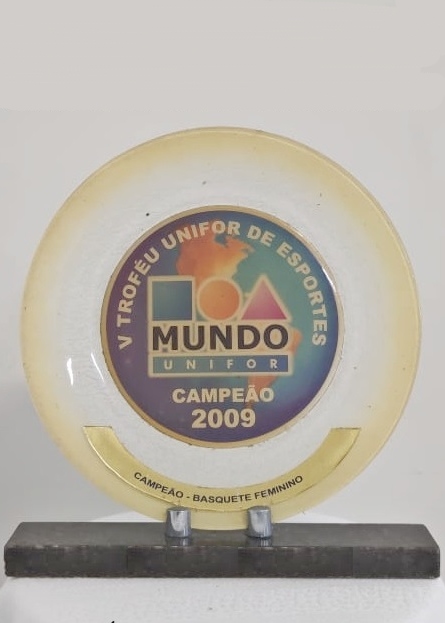 V TROFÉU UNIFOR DE ESPORTES
MUNDO
UNIFOR
CAMPEÃO
2009
CAMPEÃO - BASQUETE FEMININO